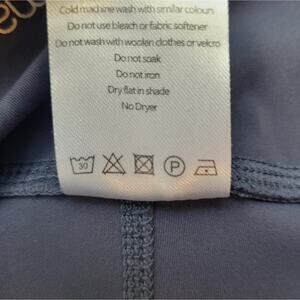 Cold machine wash with similar colours
Do not use bleach or fabric softener
Do not wash with woolen clothes or velcro
Do not soak
Do not iron
Dry flat in shade
No Dryer
30
P